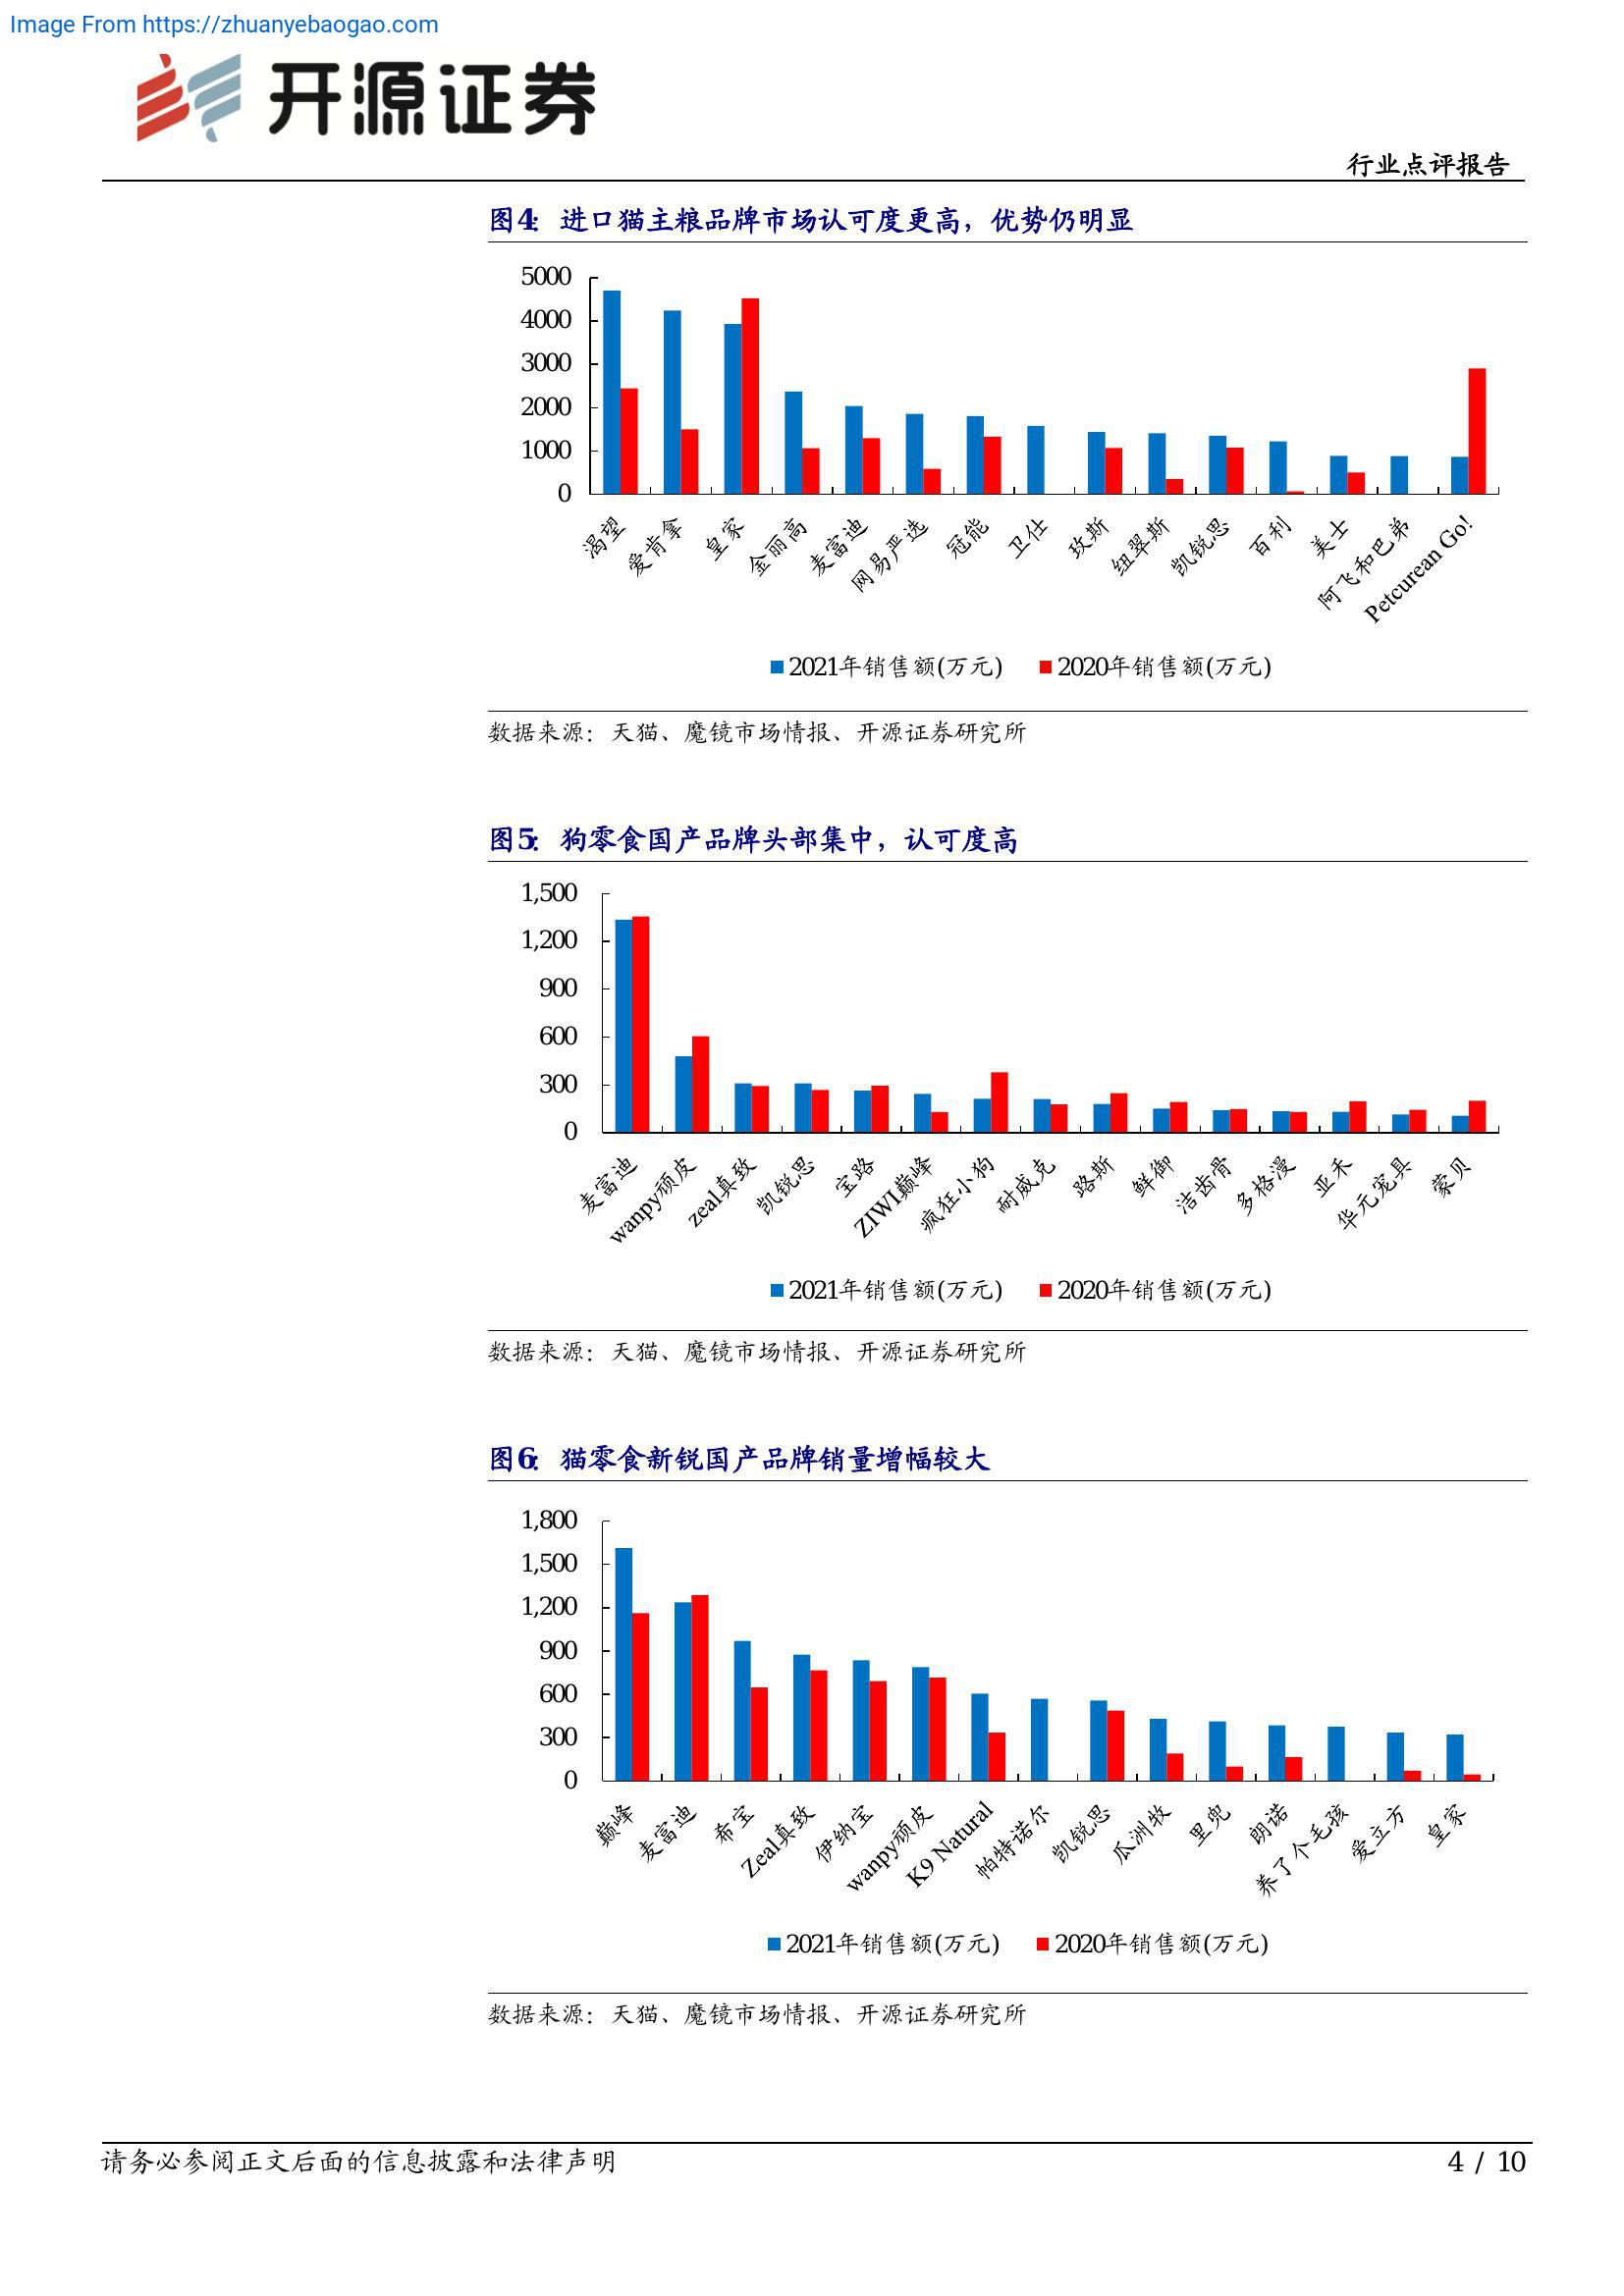 Image From https://zhuanyebaogao.com
开源证券
行业点评报告
图4：进口猫主粮品牌市场认可度更高，优势仍明显
5000
4000
3000
2000
1000
0
渴望
爱肯拿
皇家
金丽高
麦富迪
网易严选
冠能
卫仕
玫斯
纽翠斯
凯锐思
百利
美士
阿飞和巴弟
Petcurean Go!
2021年销售额(万元) 2020年销售额(万元)
数据来源：天猫、魔镜市场情报、开源证券研究所
图5：狗零食国产品牌头部集中，认可度高
1,500
1,200
900
600
300
0
麦富迪
wanpy顽皮
zeal真致
凯锐思
宝路
ZIWI巅峰
疯狂小狗
耐威克
路斯
鲜御
洁齿骨
多格漫
亚禾
华元宠具
蒙贝
2021年销售额(万元) 2020年销售额(万元)
数据来源：天猫、魔镜市场情报、开源证券研究所
图6：猫零食新锐国产品牌销量增幅较大
1,800
1,500
1,200
900
600
300
0
巅峰
麦富迪
希宝
Zeal真致
伊纳宝
wanpy顽皮
K9 Natural
帕特诺尔
凯锐思
瓜洲牧
里兜
朗诺
养了个毛孩
爱立方
皇家
2021年销售额(万元) 2020年销售额(万元)
数据来源：天猫、魔镜市场情报、开源证券研究所
请务必参阅正文后面的信息披露和法律声明
4 / 10